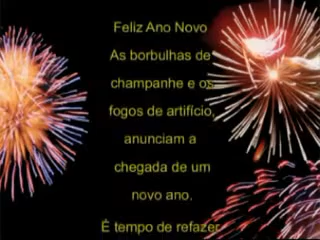 Feliz Ano Novo
As borbulhas de
champanhe e os
fogos de artifício,
anunciam a
chegada de um
novo ano.
É tempo de refazer